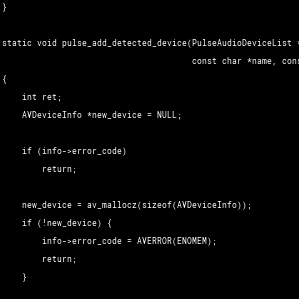 }
static void pulse_add_detected_device(PulseAudioDeviceList *
const char *name, cons
{
int ret;
AVDeviceInfo *new_device = NULL;
if (info->error_code)
return;
new_device = av_mallocz(sizeof(AVDeviceInfo));
if (!new_device) {
info->error_code = AVERROR(ENOMEM);
return;
}